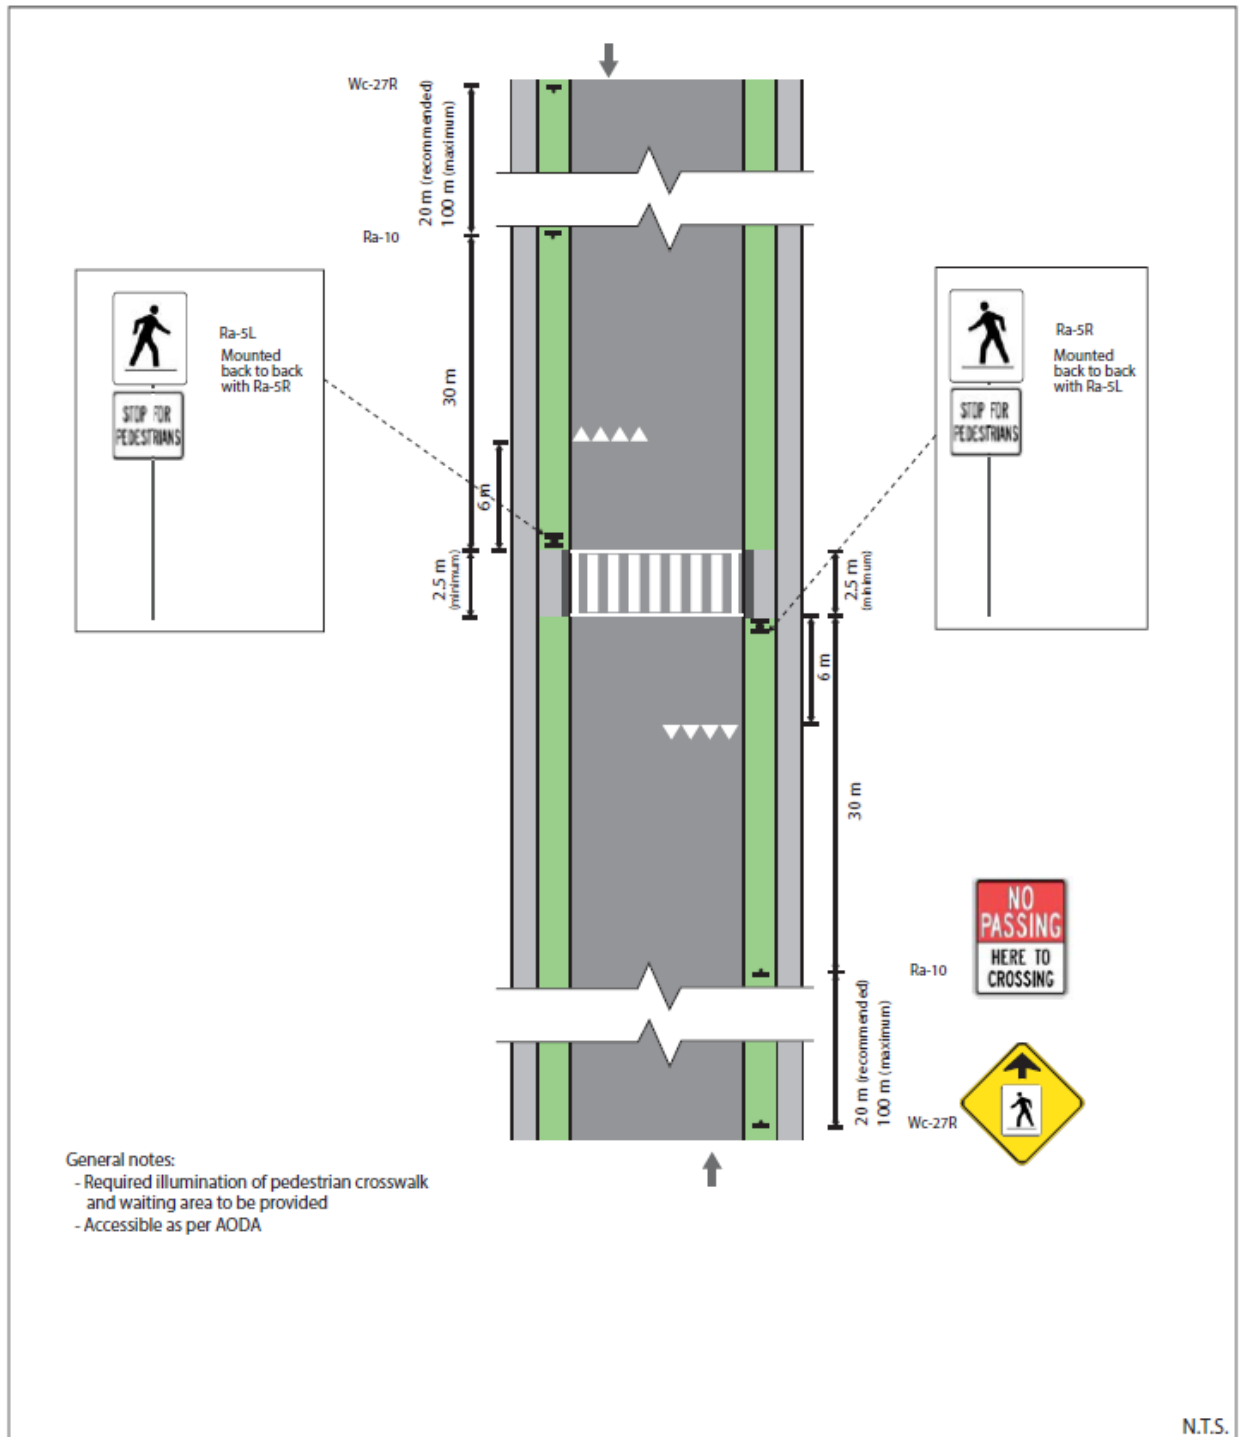 Wc-27R
20 m (recommended)
100 m (maximum)
Ra-10
30 m
6 m
2.5 m
(minimum)
Ra-5L
Mounted
back to back
with Ra-5R
STOP FOR
PEDESTRIANS
Ra-5R
Mounted
back to back
with Ra-5L
STOP FOR
PEDESTRIANS
2.5 m
(minimum)
6 m
30 m
NO
PASSING
HERE TO
CROSSING
Ra-10
20 m (recommended)
100 m (maximum)
Wc-27R
General notes:
- Required illumination of pedestrian crosswalk
and waiting area to be provided
- Accessible as per AODA
N.T.S.